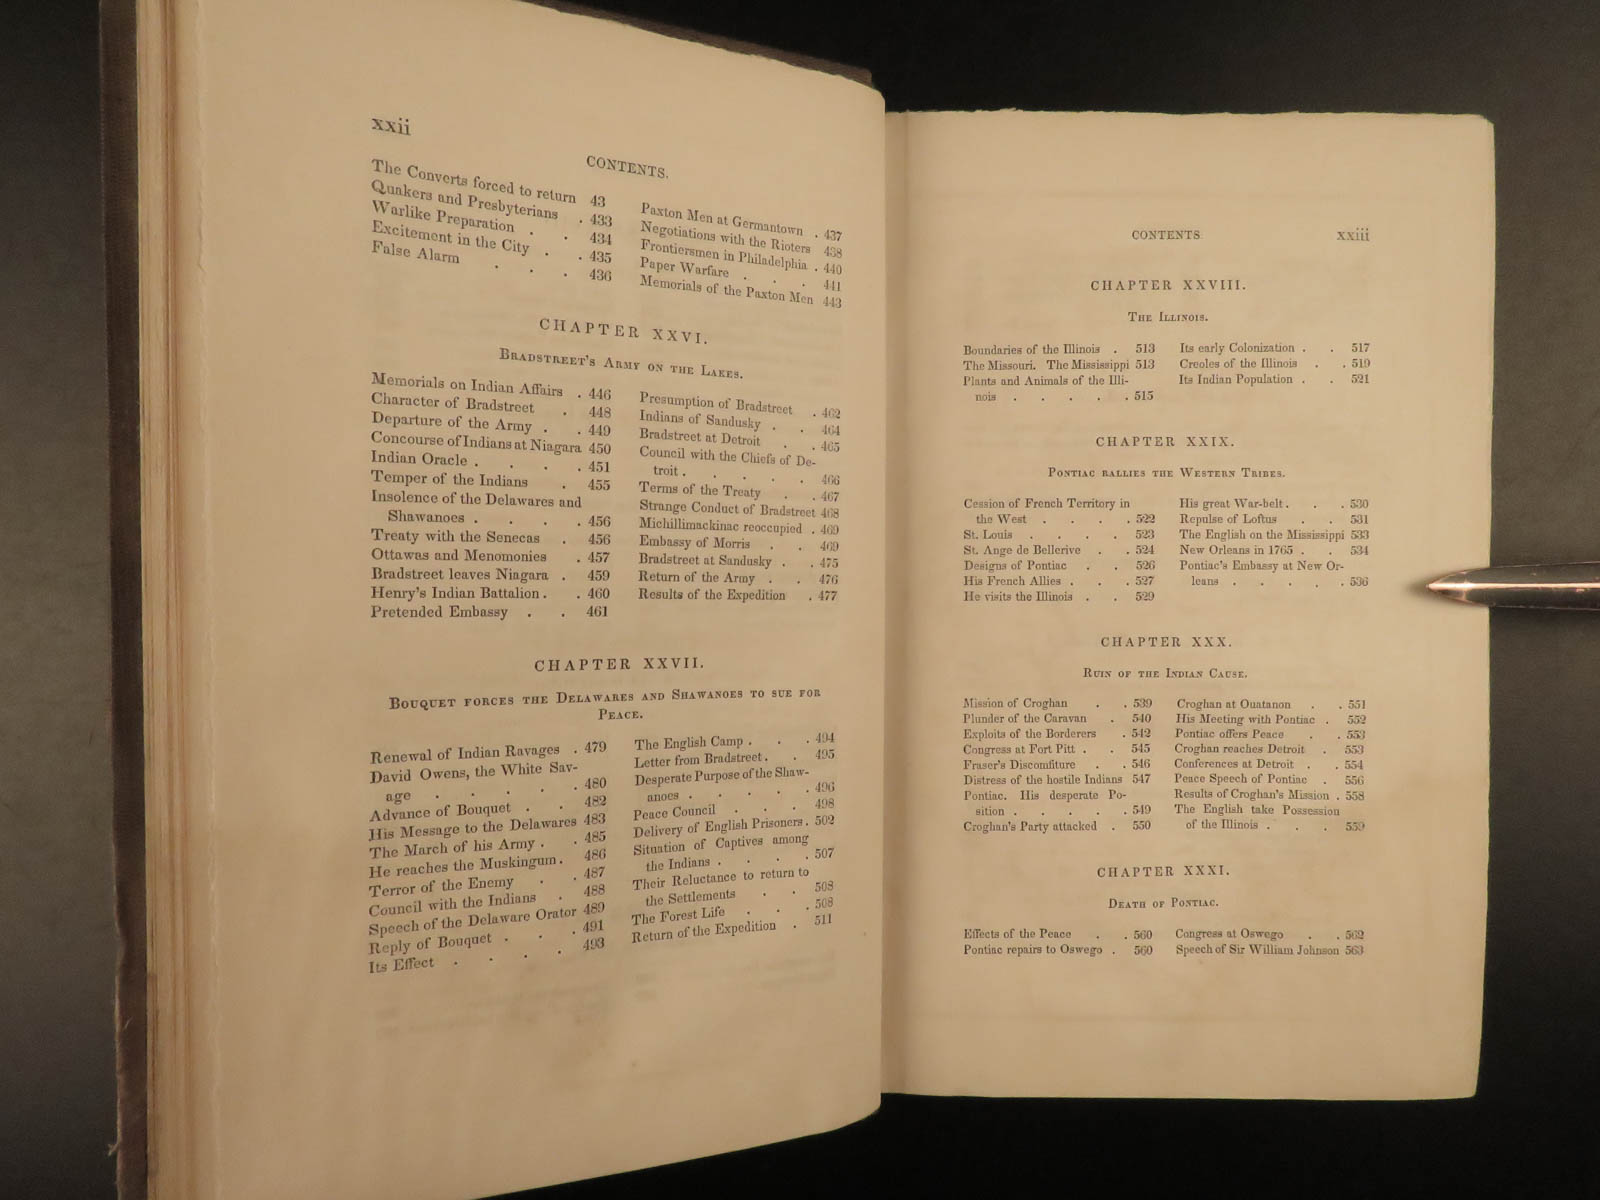 xxii
CONTENTS.
The Converts forced to return 43
Quakers and Presbyterians . 433
Warlike Preparation . . 434
Excitement in the City . . 435
False Alarm . . . 436
Paxton Men at Germantown . 437
Negotiations with the Rioters 438
Frontiersmen in Philadelphia . 440
Paper Warfare . . . 441
Memorials of the Paxton Men 443
CHAPTER XXVI.
BRADSTREET'S ARMY ON THE LAKES.
Memorials on Indian Affairs . 446
Character of Bradstreet . 448
Departure of the Army . . 449
Concourse of Indians at Niagara 450
Indian Oracle . . . . 451
Temper of the Indians . 455
Insolence of the Delawares and
Shawanoes . . . . 456
Treaty with the Senecas . 456
Ottawas and Menomonies . 457
Bradstreet leaves Niagara . 459
Henry's Indian Battalion . . 460
Pretended Embassy . . 461
Presumption of Bradstreet . 462
Indians of Sandusky . . 464
Bradstreet at Detroit . . 465
Council with the Chiefs of De-
troit . . . . . 466
Terms of the Treaty . . 467
Strange Conduct of Bradstreet 468
Michillimackinac reoccupied . 469
Embassy of Morris . . 469
Bradstreet at Sandusky . . 475
Return of the Army . . 476
Results of the Expedition . 477
CHAPTER XXVII.
BOUQUET FORCES THE DELAWARES AND SHAWANOES TO SUE FOR
PEACE.
Renewal of Indian Ravages . 479
David Owens, the White Sav-
age . . . . . 480
Advance of Bouquet . . 482
His Message to the Delawares 483
The March of his Army . . 485
He reaches the Muskingum . 486
Terror of the Enemy . . 487
Council with the Indians . 488
Speech of the Delaware Orator 489
Reply of Bouquet . . . 491
Its Effect . . . . 493
The English Camp . . . 494
Letter from Bradstreet . . 495
Desperate Purpose of the Shaw-
anoes . . . . . 496
Peace Council . . . 498
Delivery of English Prisoners . 502
Situation of Captives among
the Indians . . . . 507
Their Reluctance to return to
the Settlements . . 508
The Forest Life . . . 508
Return of the Expedition . 511
CONTENTS
xxiii
CHAPTER XXVIII.
THE ILLINOIS.
Boundaries of the Illinois . 513
The Missouri. The Mississippi 513
Plants and Animals of the Illi-
nois . . . . . 515
Its early Colonization . . 517
Creoles of the Illinois . . 519
Its Indian Population . . 521
CHAPTER XXIX.
PONTIAC RALLIES THE WESTERN TRIBES.
Cession of French Territory in
the West . . . . 522
St. Louis . . . . 523
St. Ange de Bellerive . . 524
Designs of Pontiac . . 526
His French Allies . . . 527
He visits the Illinois . . 529
His great War-belt . . . 530
Repulse of Loftus . . 531
The English on the Mississippi 533
New Orleans in 1765 . . 534
Pontiac's Embassy at New Or-
leans . . . . . 536
CHAPTER XXX.
RUIN OF THE INDIAN CAUSE.
Mission of Croghan . . 539
Plunder of the Caravan . 540
Exploits of the Borderers . 542
Congress at Fort Pitt . . 545
Fraser's Discomfiture . . 546
Distress of the hostile Indians 547
Pontiac. His desperate Po-
sition . . . . . 549
Croghan's Party attacked . 550
Croghan at Ouatanon . . 551
His Meeting with Pontiac . 552
Pontiac offers Peace . . 553
Croghan reaches Detroit . 553
Conferences at Detroit . . 554
Peace Speech of Pontiac . 556
Results of Croghan's Mission . 558
The English take Possession
of the Illinois . . . 559
CHAPTER XXXI.
DEATH OF PONTIAC.
Effects of the Peace . . 560
Pontiac repairs to Oswego . 560
Congress at Oswego . . 562
Speech of Sir William Johnson 563